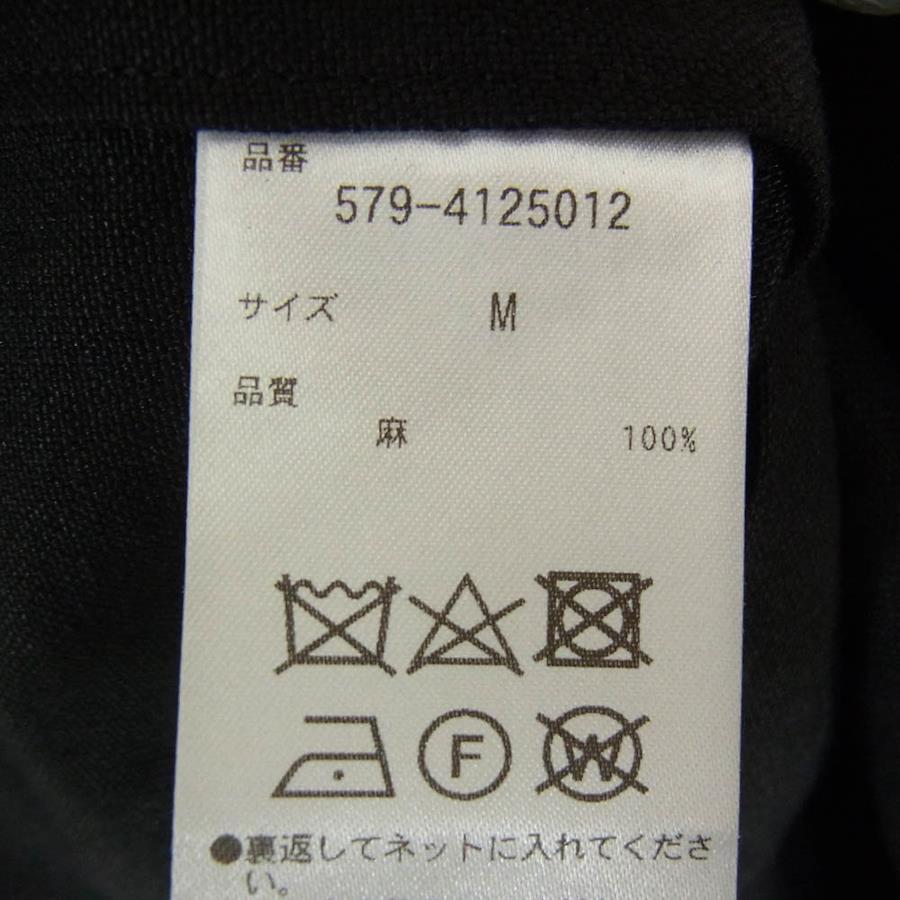 品番
579-4125012
サイズ M
品質
麻 100%
F W
●裏返してネットに入れてくださ
い。